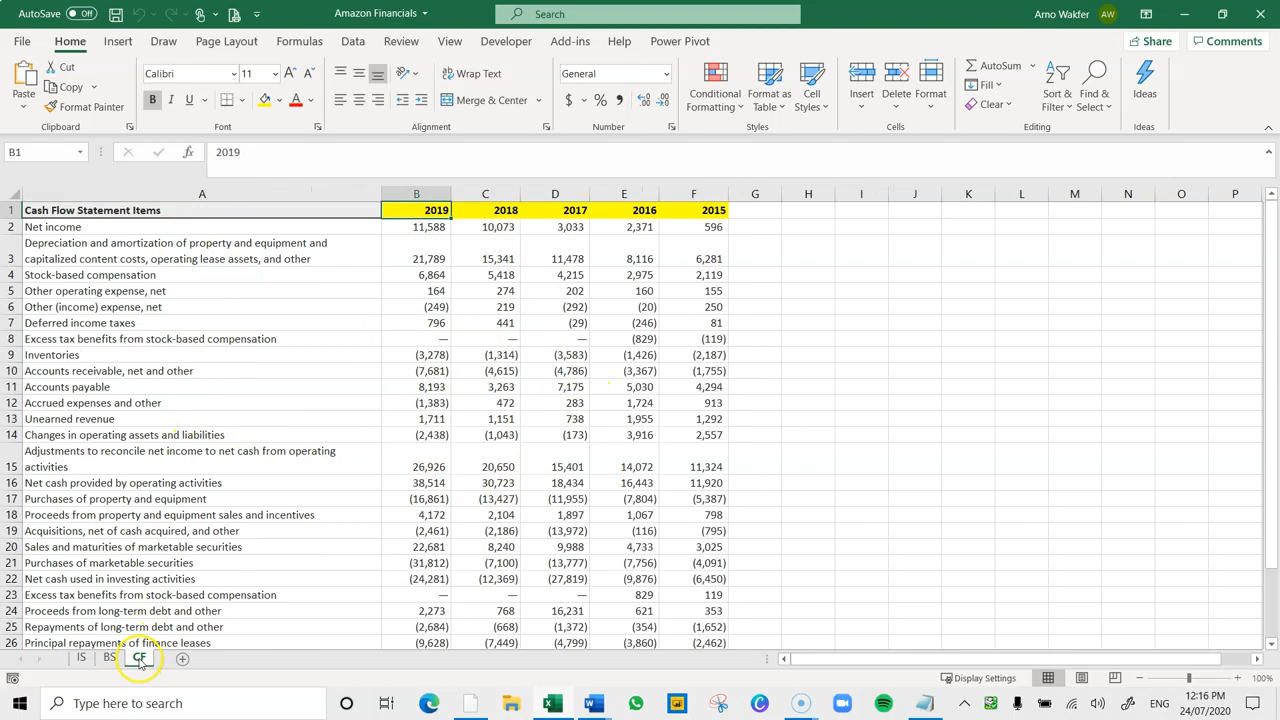 AutoSave Off Amazon Financials Search Arno Wakfer AW
File Home Insert Draw Page Layout Formulas Data Review View Developer Add-ins Help Power Pivot Share Comments
Paste Cut Copy Format Painter
Calibri 11 B I U A
Wrap Text Merge & Center
General $ % ,
Conditional Formatting Format as Table Cell Styles
Insert Delete Format
AutoSum Fill Clear Sort & Filter Find & Select Ideas
Clipboard Font Alignment Number Styles Cells Editing Ideas
B1 fx 2019
A B C D E F G H I J K L M N O P
1 Cash Flow Statement Items 2019 2018 2017 2016 2015
2 Net income 11,588 10,073 3,033 2,371 596
Depreciation and amortization of property and equipment and
3 capitalized content costs, operating lease assets, and other 21,789 15,341 11,478 8,116 6,281
4 Stock-based compensation 6,864 5,418 4,215 2,975 2,119
5 Other operating expense, net 164 274 202 160 155
6 Other (income) expense, net (249) 219 (292) (20) 250
7 Deferred income taxes 796 441 (29) (246) 81
8 Excess tax benefits from stock-based compensation — — — (829) (119)
9 Inventories (3,278) (1,314) (3,583) (1,426) (2,187)
10 Accounts receivable, net and other (7,681) (4,615) (4,786) (3,367) (1,755)
11 Accounts payable 8,193 3,263 7,175 5,030 4,294
12 Accrued expenses and other (1,383) 472 283 1,724 913
13 Unearned revenue 1,711 1,151 738 1,955 1,292
14 Changes in operating assets and liabilities (2,438) (1,043) (173) 3,916 2,557
Adjustments to reconcile net income to net cash from operating
15 activities 26,926 20,650 15,401 14,072 11,324
16 Net cash provided by operating activities 38,514 30,723 18,434 16,443 11,920
17 Purchases of property and equipment (16,861) (13,427) (11,955) (7,804) (5,387)
18 Proceeds from property and equipment sales and incentives 4,172 2,104 1,897 1,067 798
19 Acquisitions, net of cash acquired, and other (2,461) (2,186) (13,972) (116) (795)
20 Sales and maturities of marketable securities 22,681 8,240 9,988 4,733 3,025
21 Purchases of marketable securities (31,812) (7,100) (13,777) (7,756) (4,091)
22 Net cash used in investing activities (24,281) (12,369) (27,819) (9,876) (6,450)
23 Excess tax benefits from stock-based compensation — — — 829 119
24 Proceeds from long-term debt and other 2,273 768 16,231 621 353
25 Repayments of long-term debt and other (2,684) (668) (1,372) (354) (1,652)
26 Principal repayments of finance leases (9,628) (7,449) (4,799) (3,860) (2,462)
IS BS CF
Display Settings 100%
Type here to search 12:16 PM
24/07/2020